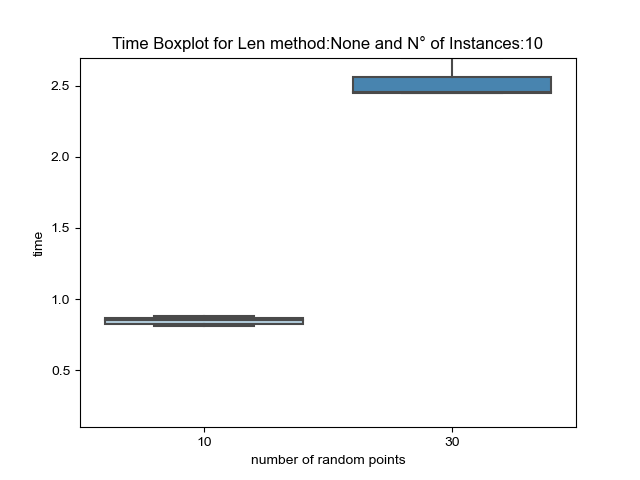 Time Boxplot for Len method:None and N° of Instances:10
2.5
2.0
1.5
1.0
0.5
time
10 30
number of random points